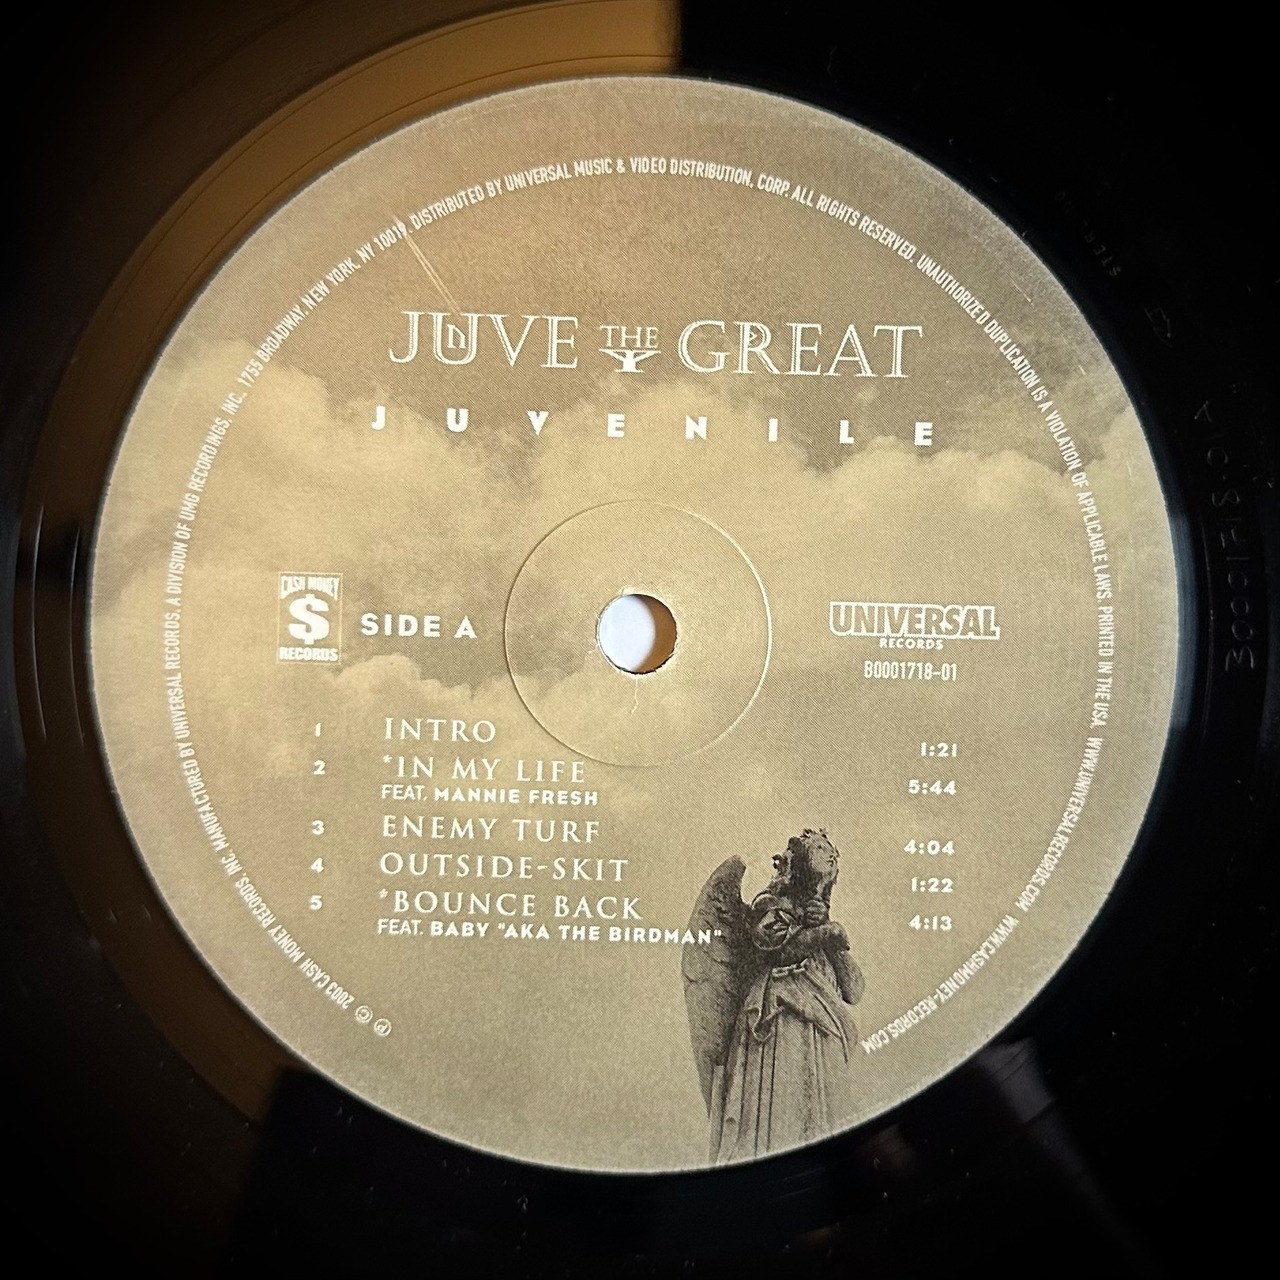 ℗ © 2003 CASH MONEY RECORDS, INC. MANUFACTURED BY UNIVERSAL RECORDS, A DIVISION OF UMG RECORDINGS, INC., 1755 BROADWAY, NEW YORK, NY 10019. DISTRIBUTED BY UNIVERSAL MUSIC & VIDEO DISTRIBUTION, CORP. ALL RIGHTS RESERVED. UNAUTHORIZED DUPLICATION IS A VIOLATION OF APPLICABLE LAWS. PRINTED IN THE USA. WWW.UNIVERSALRECORDS.COM WWW.CASHMONEY-RECORDS.COM
JUVE THE GREAT
JUVENILE
CASH MONEY
$
RECORDS
SIDE A
UNIVERSAL
RECORDS
B0001718-01
1 INTRO 1:21
2 *IN MY LIFE 5:44
FEAT. MANNIE FRESH
3 ENEMY TURF 4:04
4 OUTSIDE-SKIT 1:22
5 *BOUNCE BACK 4:13
FEAT. BABY "AKA THE BIRDMAN"